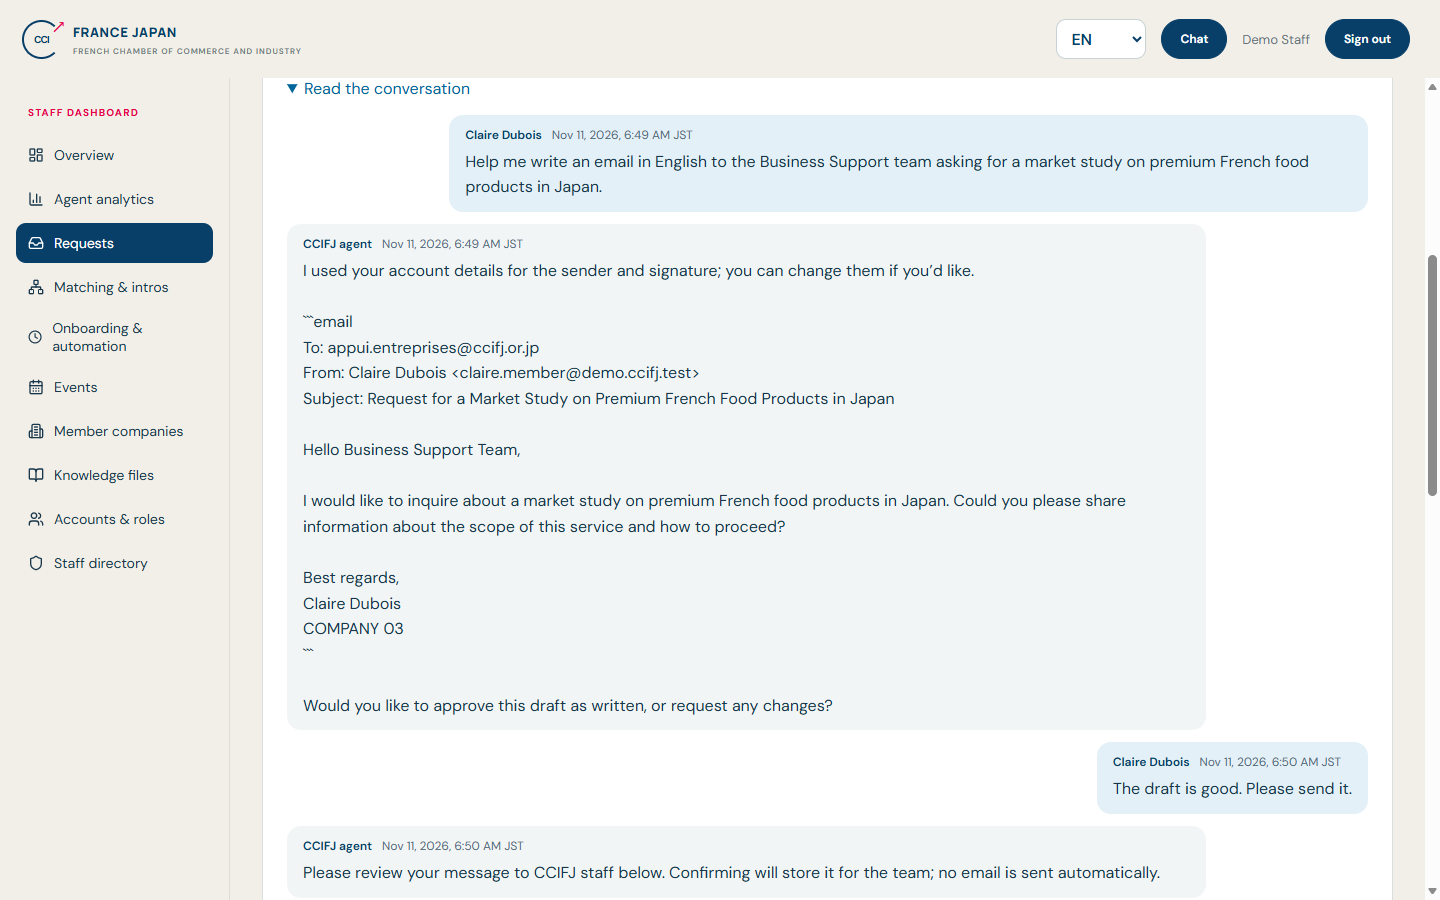 CCI
FRANCE JAPAN
FRENCH CHAMBER OF COMMERCE AND INDUSTRY
EN
Chat
Demo Staff
Sign out
STAFF DASHBOARD
Overview
Agent analytics
Requests
Matching & intros
Onboarding &
automation
Events
Member companies
Knowledge files
Accounts & roles
Staff directory
▼ Read the conversation
Claire Dubois Nov 11, 2026, 6:49 AM JST
Help me write an email in English to the Business Support team asking for a market study on premium French food
products in Japan.
CCIFJ agent Nov 11, 2026, 6:49 AM JST
I used your account details for the sender and signature; you can change them if you’d like.
```email
To: appui.entreprises@ccifj.or.jp
From: Claire Dubois <claire.member@demo.ccifj.test>
Subject: Request for a Market Study on Premium French Food Products in Japan
Hello Business Support Team,
I would like to inquire about a market study on premium French food products in Japan. Could you please share
information about the scope of this service and how to proceed?
Best regards,
Claire Dubois
COMPANY 03
```
Would you like to approve this draft as written, or request any changes?
Claire Dubois Nov 11, 2026, 6:50 AM JST
The draft is good. Please send it.
CCIFJ agent Nov 11, 2026, 6:50 AM JST
Please review your message to CCIFJ staff below. Confirming will store it for the team; no email is sent automatically.